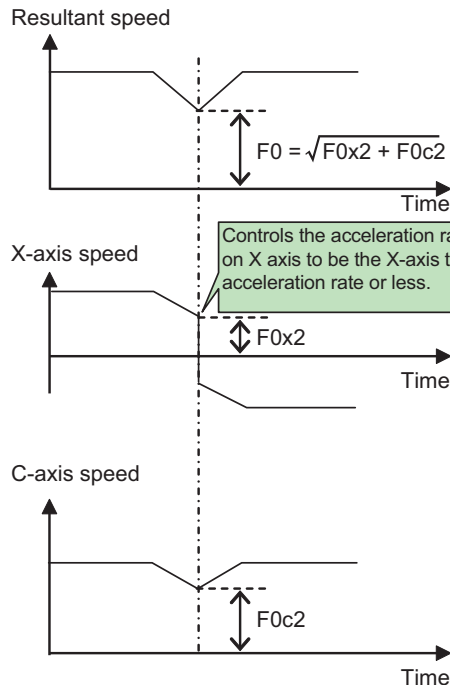 Resultant speed
F0 = √F0x2 + F0c2
Time
X-axis speed
Controls the acceleration
on X axis to be the X-axis
acceleration rate or less.
F0x2
Time
C-axis speed
F0c2
Time